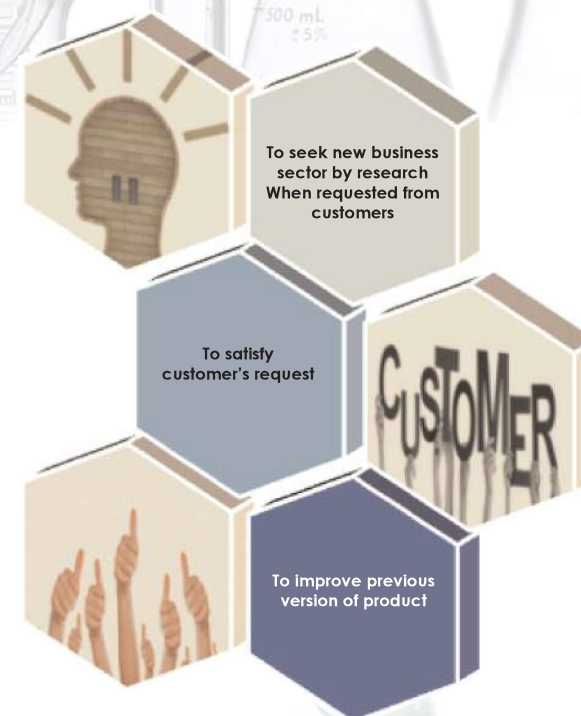 500 mL
±5%
ml
To seek new business
sector by research
When requested from
customers
To satisfy
customer's request
CUSTOMER
To improve previous
version of product